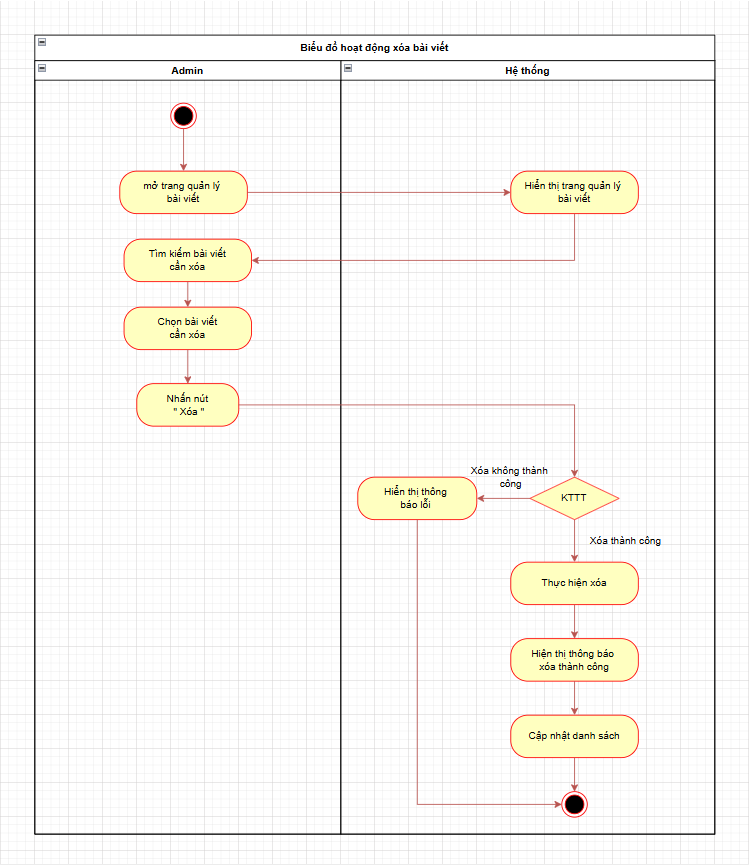 Biểu đồ hoạt động xóa bài viết
Admin
Hệ thống
mở trang quản lý
bài viết
Hiển thị trang quản lý
bài viết
Tìm kiếm bài viết
cần xóa
Chọn bài viết
cần xóa
Nhấn nút
" Xóa "
Xóa không thành
công
Hiển thị thông
báo lỗi
KTTT
Xóa thành công
Thực hiện xóa
Hiện thị thông báo
xóa thành công
Cập nhật danh sách